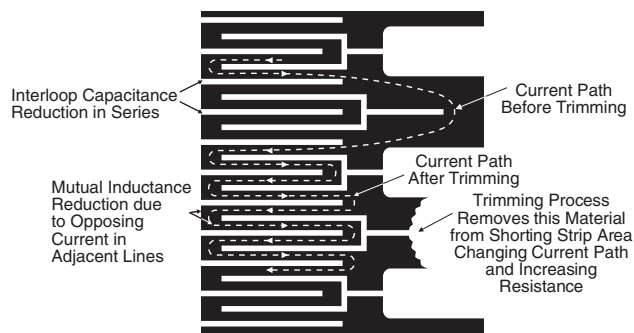 Interloop Capacitance
Reduction in Series
Mutual Inductance
Reduction due
to Opposing
Current in
Adjacent Lines
Current Path
Before Trimming
Current Path
After Trimming
Trimming Process
Removes this Material
from Shorting Strip Area
Changing Current Path
and Increasing
Resistance